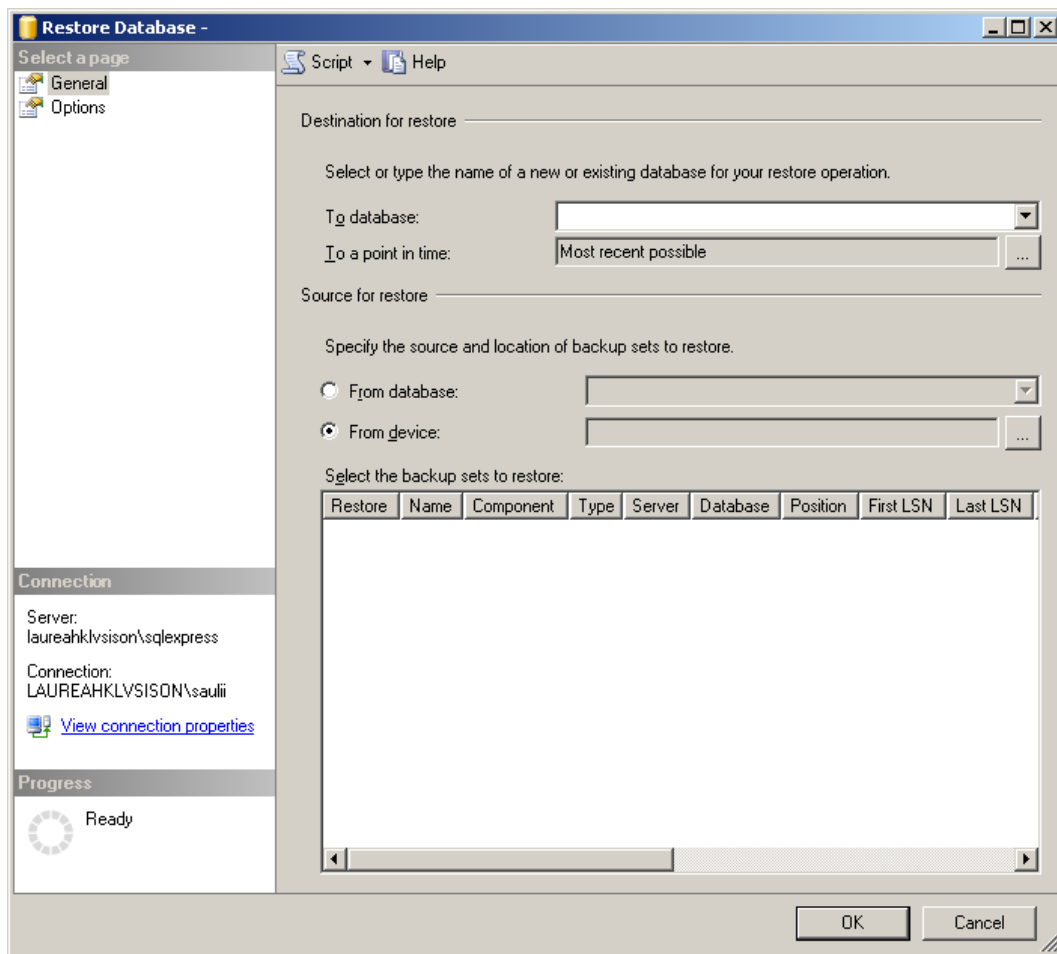 Restore Database -
Select a page
General
Options
Script Help
Destination for restore
Select or type the name of a new or existing database for your restore operation.
To database:
To a point in time: Most recent possible ...
Source for restore
Specify the source and location of backup sets to restore.
From database:
From device: ...
Select the backup sets to restore:
Restore Name Component Type Server Database Position First LSN Last LSN
Connection
Server:
laureahklvsison\sqlexpress
Connection:
LAUREAHKLVSISON\saulii
View connection properties
Progress
Ready
OK Cancel